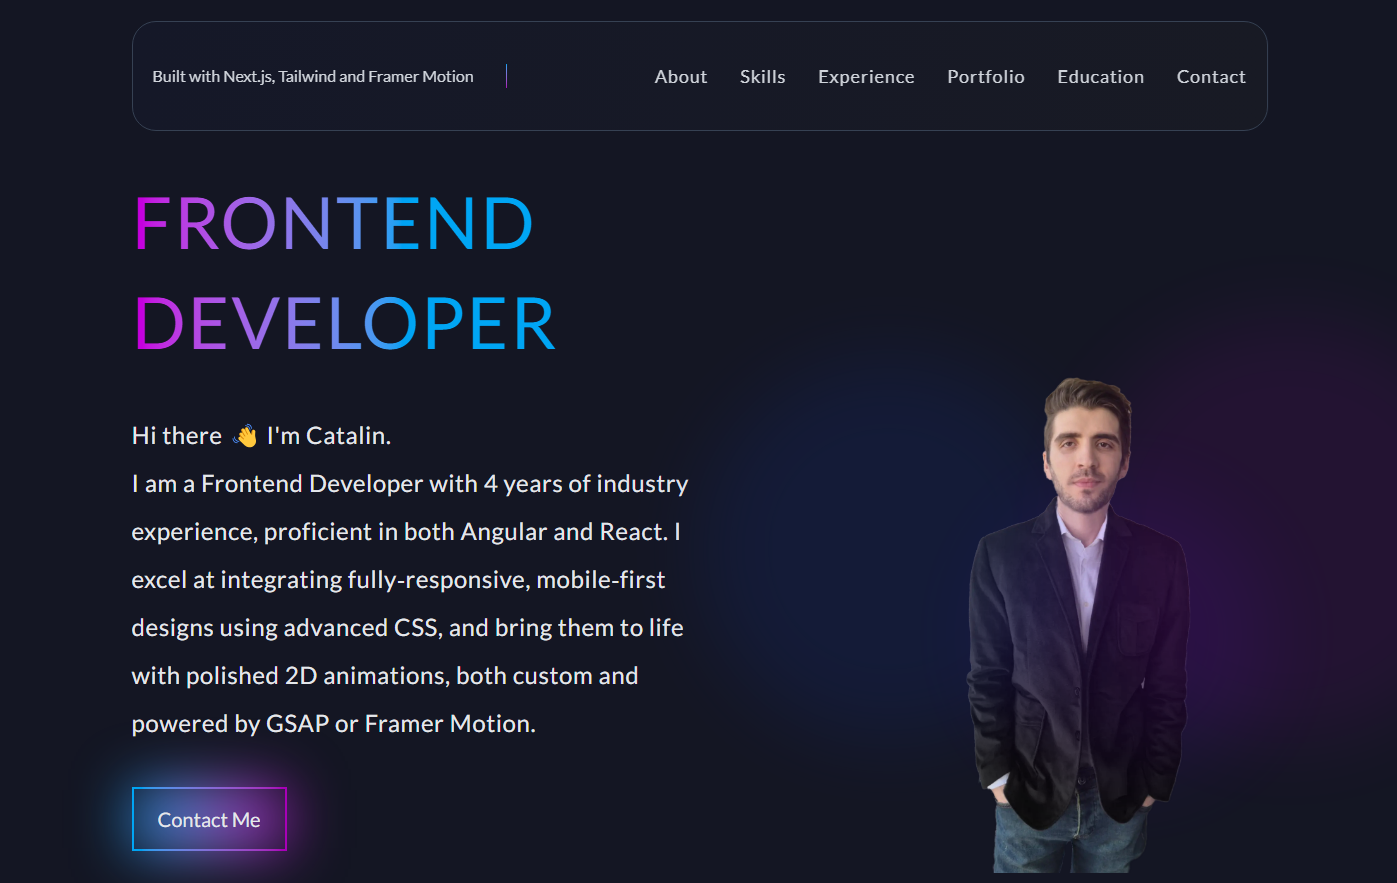 Built with Next.js, Tailwind and Framer Motion
About Skills Experience Portfolio Education Contact
FRONTEND
DEVELOPER
Hi there 👋 I'm Catalin.
I am a Frontend Developer with 4 years of industry
experience, proficient in both Angular and React. I
excel at integrating fully-responsive, mobile-first
designs using advanced CSS, and bring them to life
with polished 2D animations, both custom and
powered by GSAP or Framer Motion.
Contact Me